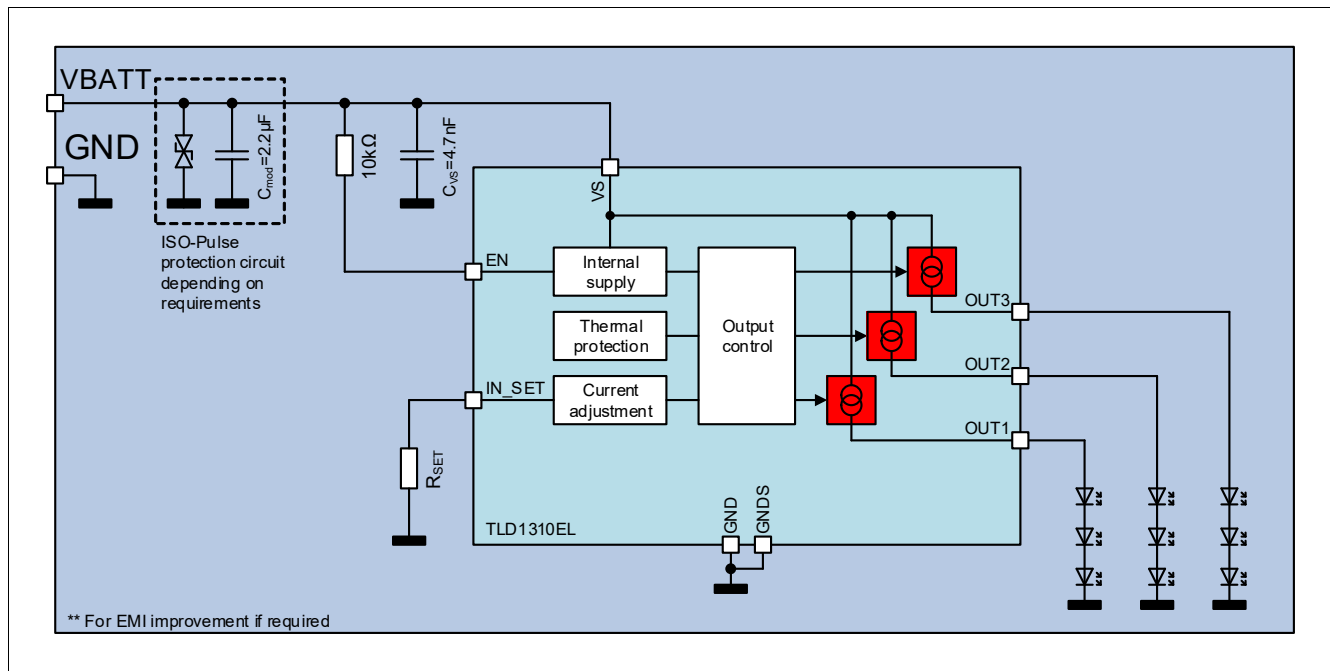 VBATT
GND
Cmod=2.2µF
10kΩ
CVS=4.7nF
ISO-Pulse
protection circuit
depending on
requirements
VS
EN
Internal
supply
Thermal
protection
Output
control
IN_SET
Current
adjustment
OUT3
OUT2
OUT1
RSET
GND
GNDS
TLD1310EL
** For EMI improvement if required